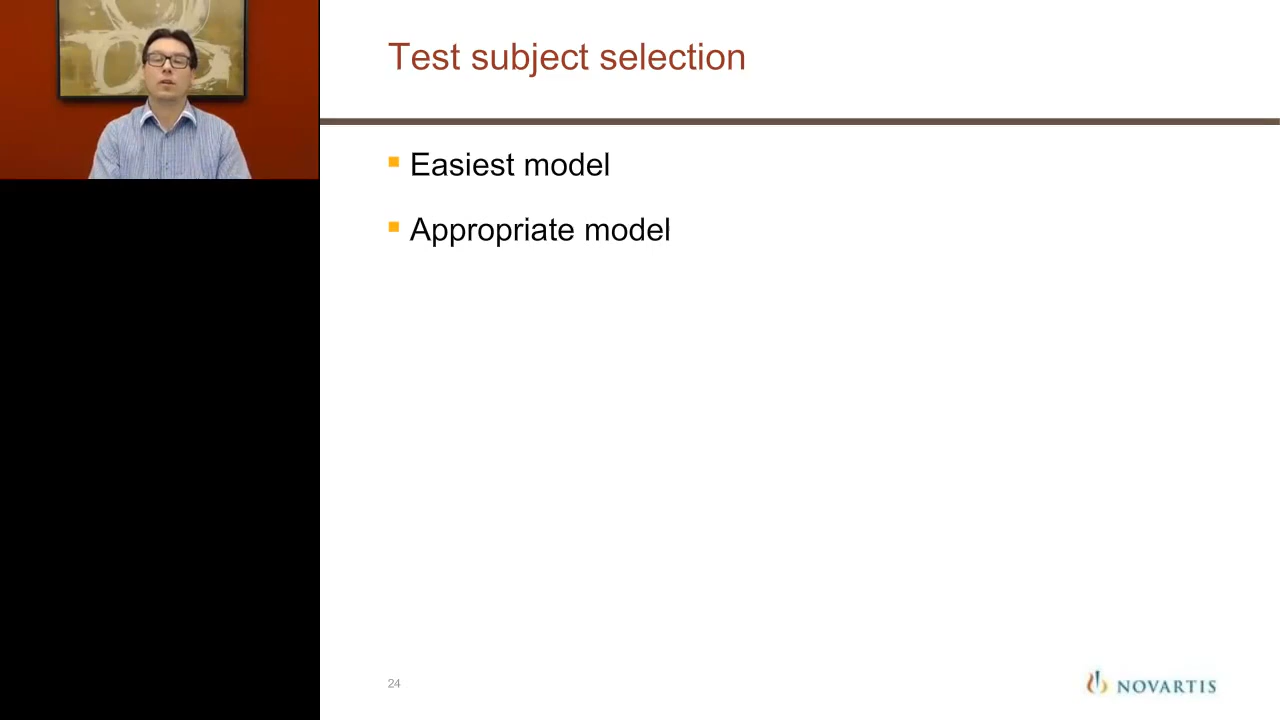 Test subject selection
Easiest model
Appropriate model
24
NOVARTIS